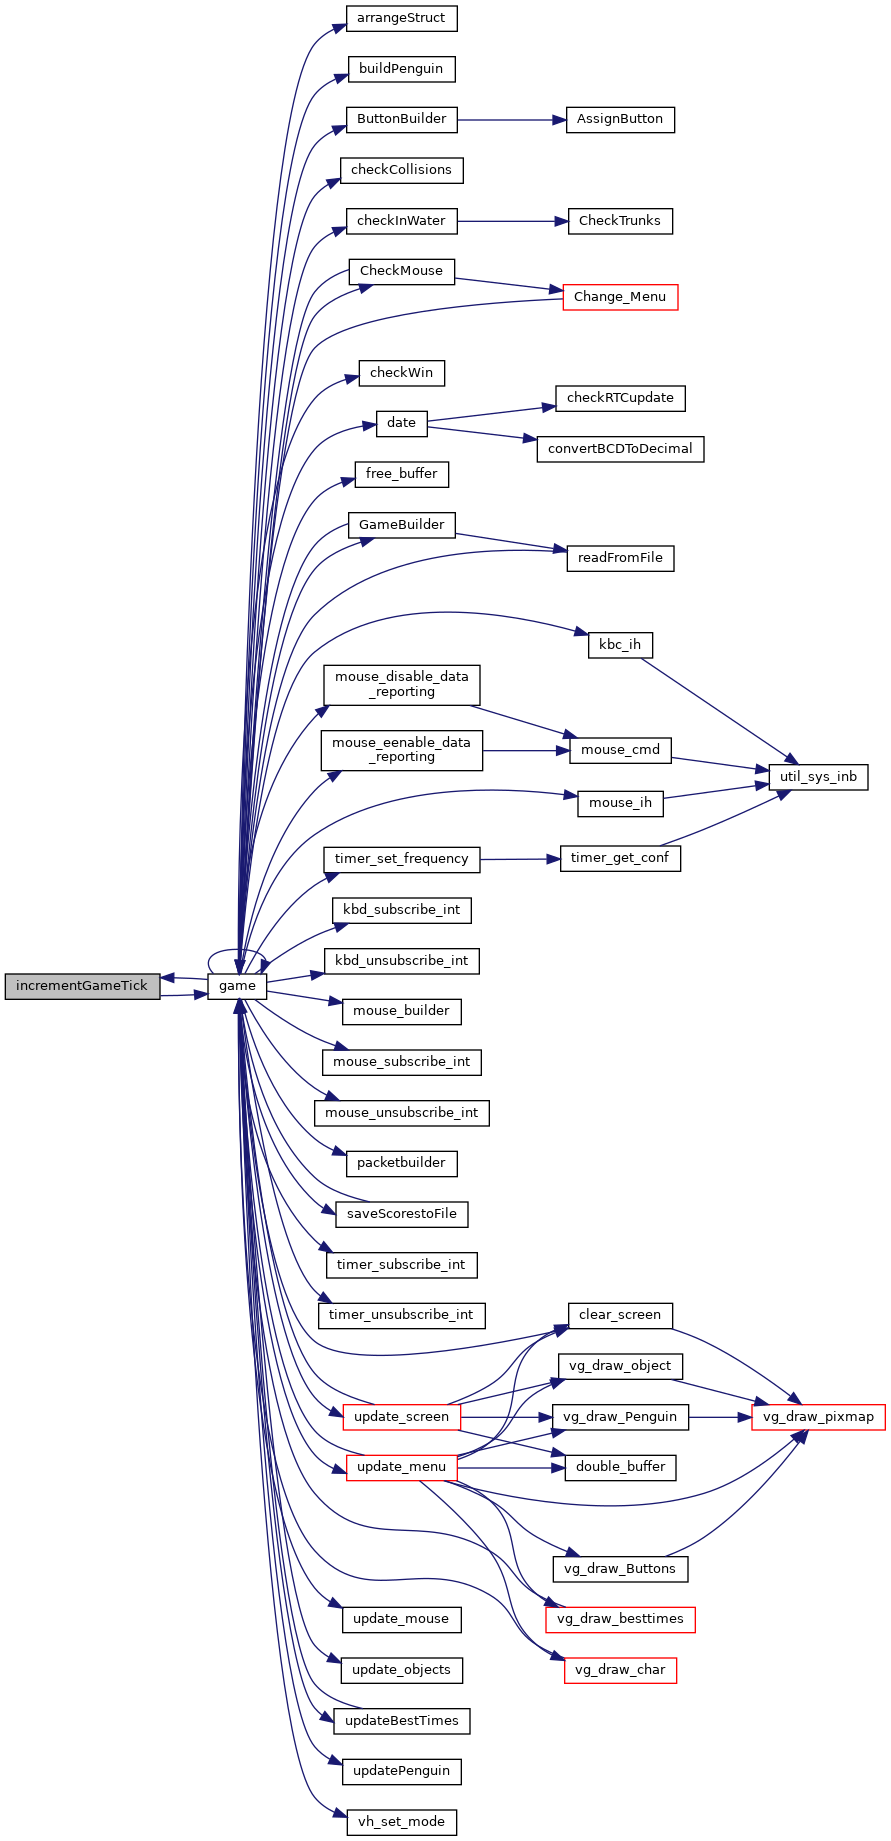 arrangeStruct
buildPenguin
ButtonBuilder
AssignButton
checkCollisions
checkInWater
CheckTrunks
CheckMouse
Change_Menu
checkWin
checkRTCupdate
date
convertBCDToDecimal
free_buffer
GameBuilder
readFromFile
kbc_ih
mouse_disable_data
_reporting
mouse_eenable_data
_reporting
mouse_cmd
util_sys_inb
mouse_ih
timer_set_frequency
timer_get_conf
kbd_subscribe_int
kbd_unsubscribe_int
incrementGameTick
game
mouse_builder
mouse_subscribe_int
mouse_unsubscribe_int
packetbuilder
saveScorestoFile
timer_subscribe_int
timer_unsubscribe_int
clear_screen
vg_draw_object
update_screen
vg_draw_Penguin
vg_draw_pixmap
update_menu
double_buffer
vg_draw_Buttons
update_mouse
vg_draw_besttimes
update_objects
vg_draw_char
updateBestTimes
updatePenguin
vh_set_mode